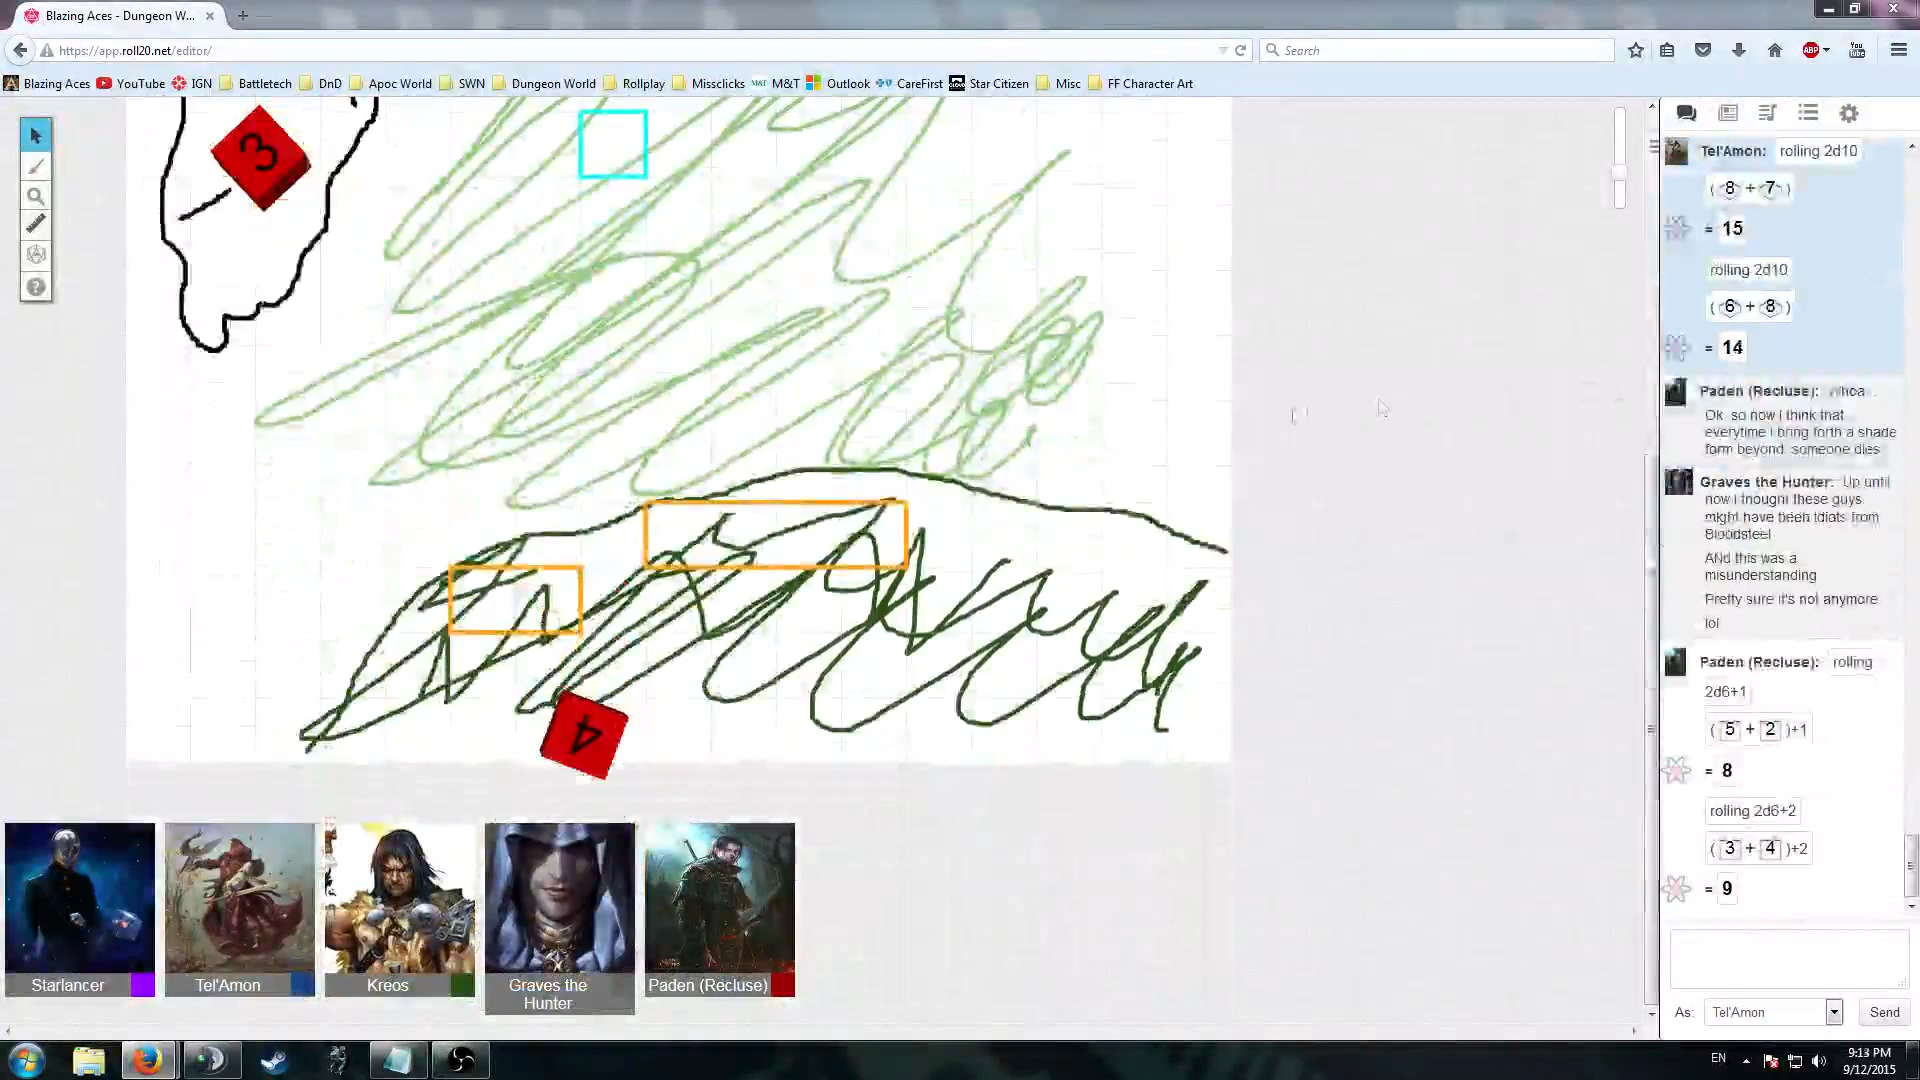 Blazing Aces - Dungeon W...
https://app.roll20.net/editor/
Search
ABP
You Tube
Blazing Aces YouTube IGN Battletech DnD Apoc World SWN Dungeon World Rollplay Missclicks M&T M&T Outlook CareFirst Star Citizen Misc FF Character Art
3
4
Tel'Amon: rolling 2d10
( 8 + 7 )
= 15
rolling 2d10
( 6 + 8 )
= 14
Paden (Recluse): Whoa
Ok so now i think that
everytime i bring forth a shade
form beyond someone dies
Graves the Hunter: Up until
now I thought these guys
might have been idiats from
Bloodsteel
ANd this was a
misunderstanding
Pretty sure it's not anymore
lol
Paden (Recluse): rolling
2d6+1
( 5 + 2 )+1
= 8
rolling 2d6+2
( 3 + 4 )+2
= 9
Starlancer
Tel'Amon
Kreos
Graves the
Hunter
Paden (Recluse)
As: Tel'Amon Send
EN
9:13 PM
9/12/2015